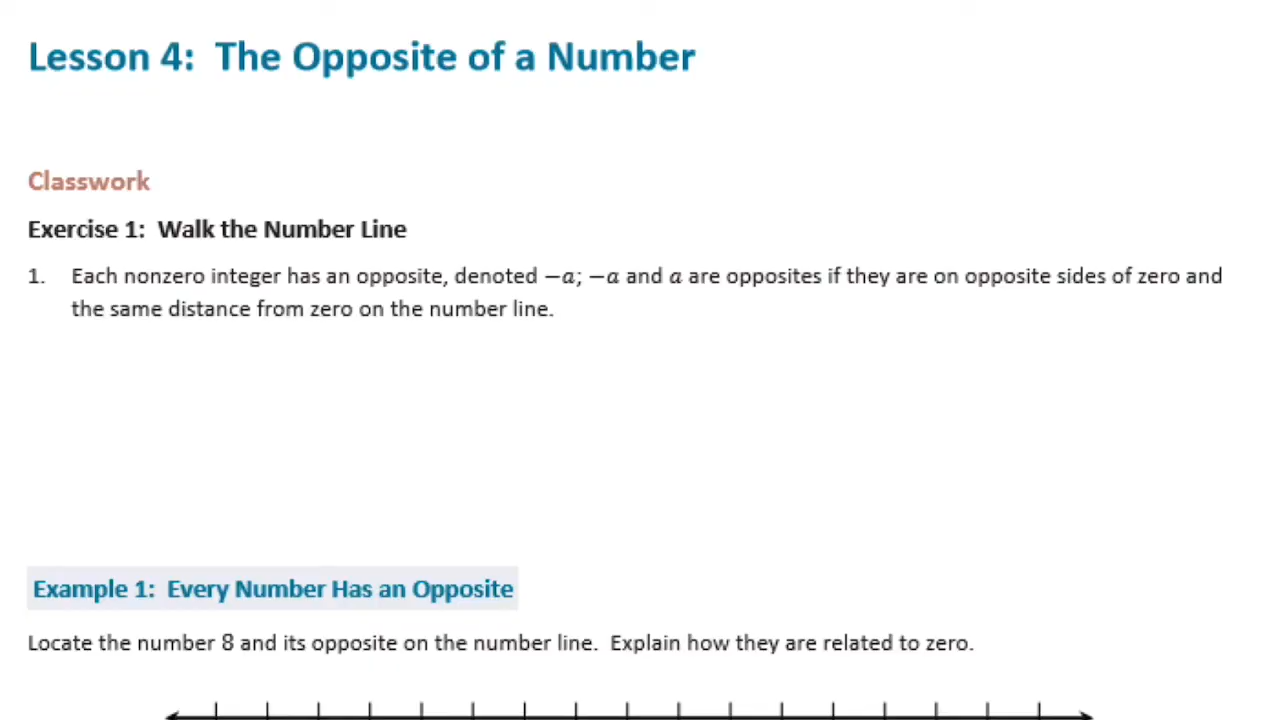 Lesson 4:  The Opposite of a Number
Classwork
Exercise 1:  Walk the Number Line
1.   Each nonzero integer has an opposite, denoted −a; −a and a are opposites if they are on opposite sides of zero and
the same distance from zero on the number line.
Example 1:  Every Number Has an Opposite
Locate the number 8 and its opposite on the number line.  Explain how they are related to zero.